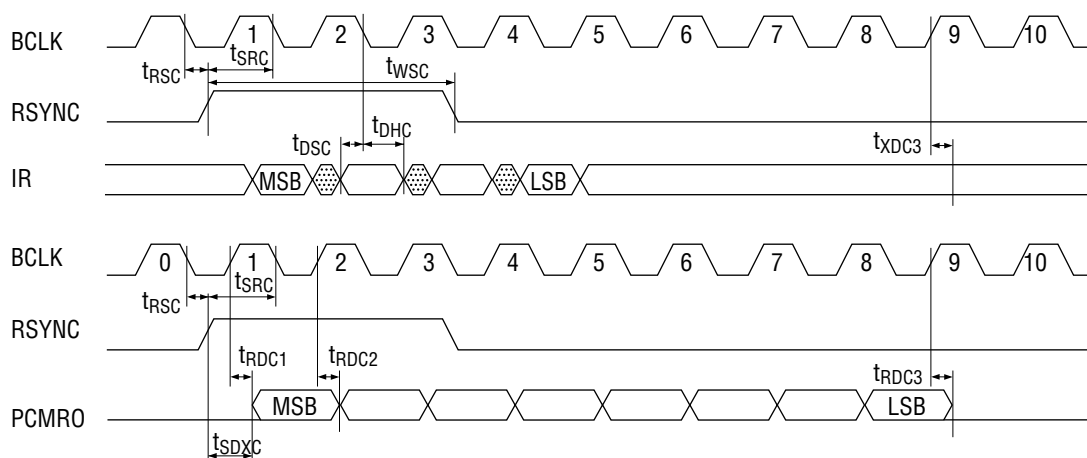 BCLK 1 2 3 4 5 6 7 8 9 10
tRSC tSRC tWSC
RSYNC
tDSC tDHC tXDC3
IR MSB LSB
BCLK 0 1 2 3 4 5 6 7 8 9 10
tRSC tSRC
RSYNC
tRDC1 tRDC2 tRDC3
PCMRO MSB LSB
tSDXC